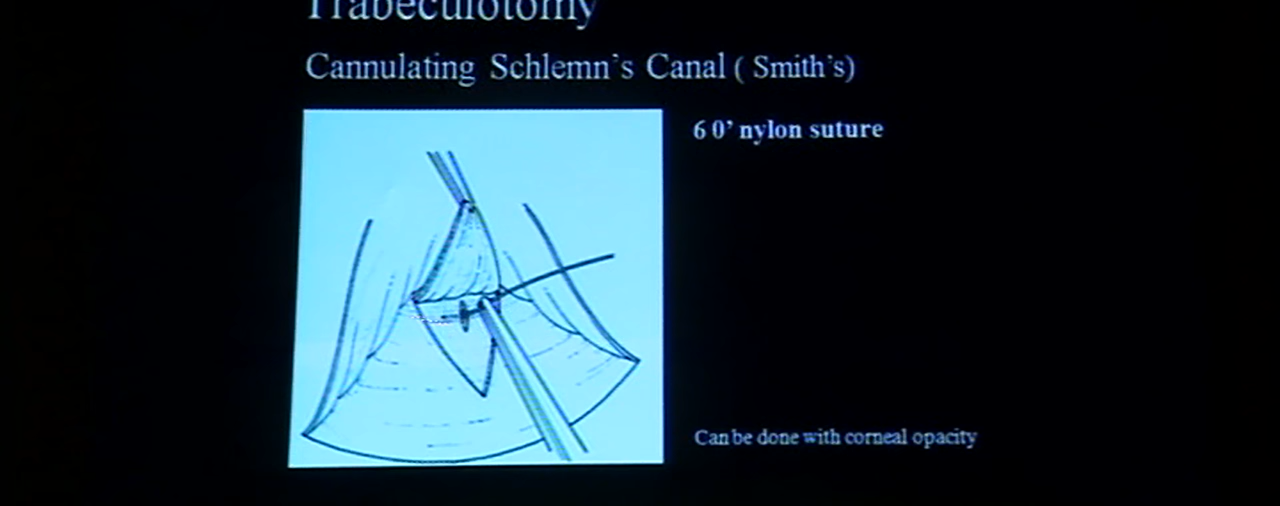 Trabeculotomy
Cannulating Schlemn's Canal ( Smith's)
6 0' nylon suture
Can be done with corneal opacity